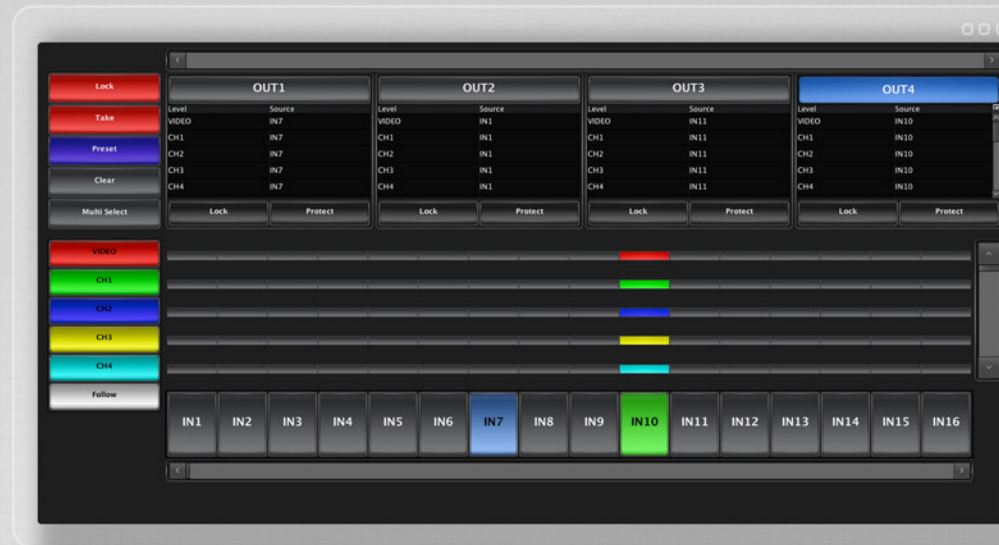 Lock
Take
Preset
Clear
Multi Select
OUT1
Level Source
VIDEO IN7
CH1 IN7
CH2 IN7
CH3 IN7
CH4 IN7
Lock Protect
OUT2
Level Source
VIDEO IN1
CH1 IN1
CH2 IN1
CH3 IN1
CH4 IN1
Lock Protect
OUT3
Level Source
VIDEO IN11
CH1 IN11
CH2 IN11
CH3 IN11
CH4 IN11
Lock Protect
OUT4
Level Source
VIDEO IN10
CH1 IN10
CH2 IN10
CH3 IN10
CH4 IN10
Lock Protect
VIDEO
CH1
CH2
CH3
CH4
Follow
IN1 IN2 IN3 IN4 IN5 IN6 IN7 IN8 IN9 IN10 IN11 IN12 IN13 IN14 IN15 IN16